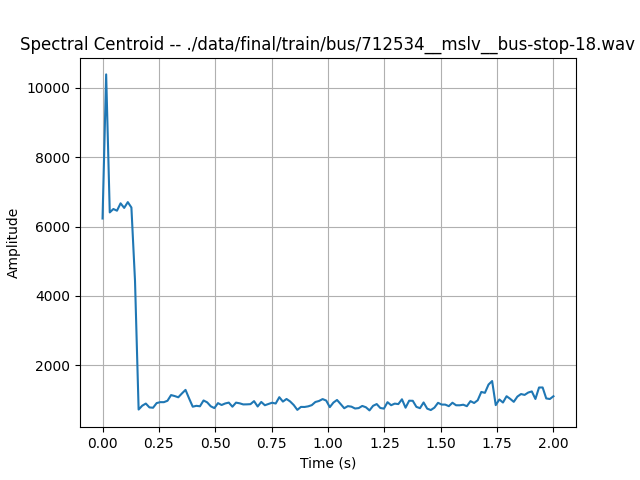 Spectral Centroid -- ./data/final/train/bus/712534__mslv__bus-stop-18.wav
10000
8000
6000
4000
2000
Amplitude
0.00 0.25 0.50 0.75 1.00 1.25 1.50 1.75 2.00
Time (s)